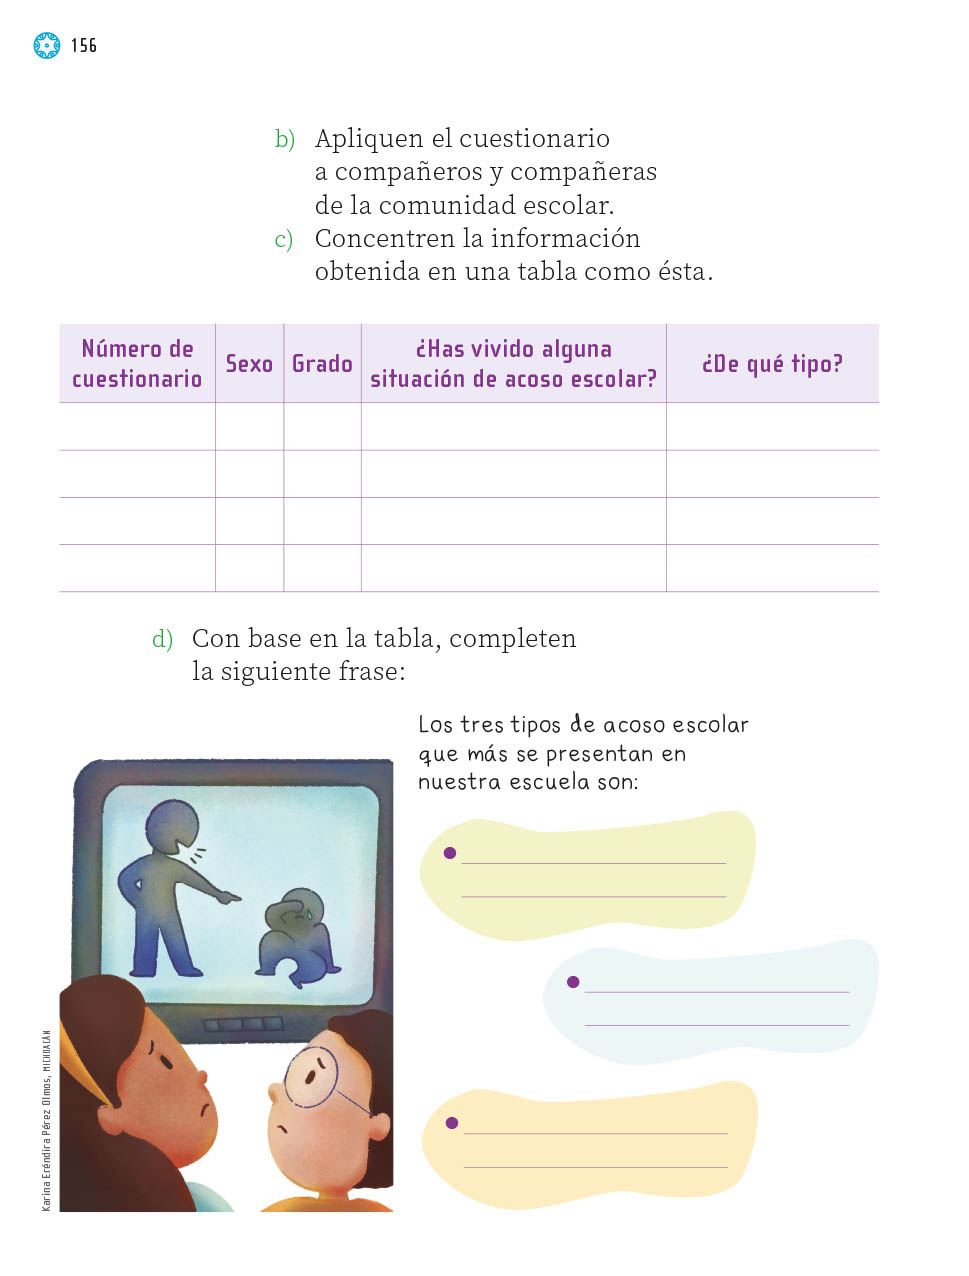 156
b) Apliquen el cuestionario
a compañeros y compañeras
de la comunidad escolar.
c) Concentren la información
obtenida en una tabla como ésta.
Número de
cuestionario
Sexo
Grado
¿Has vivido alguna
situación de acoso escolar?
¿De qué tipo?
d) Con base en la tabla, completen
la siguiente frase:
Los tres tipos de acoso escolar
que más se presentan en
nuestra escuela son:
Karina Eréndira Pérez Olmos, MICHOACÁN